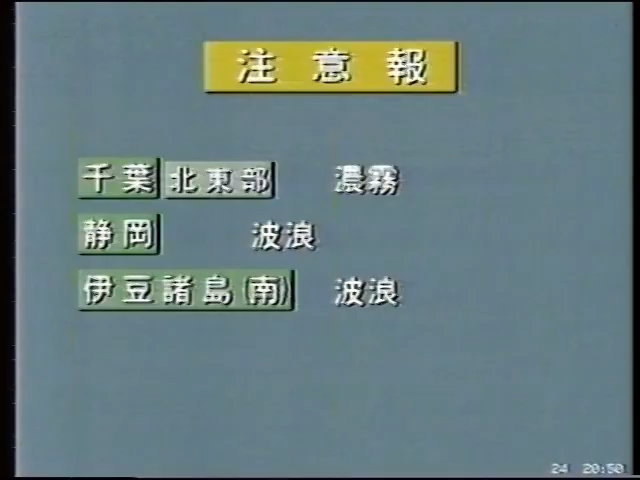 注意報
千葉 北東部 濃霧
静岡 波浪
伊豆諸島(南) 波浪
24 20:50